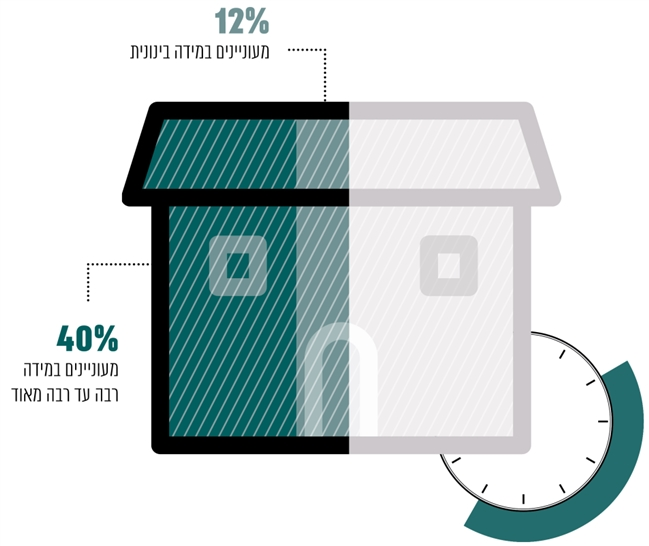 12%
מעוניינים במידה בינונית
40%
מעוניינים במידה
רבה עד רבה מאוד